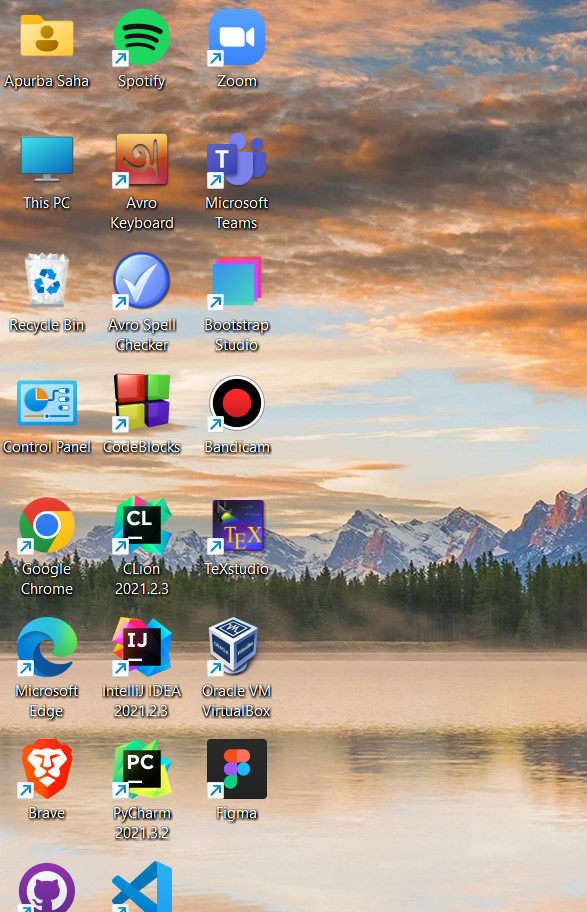 Apurba Saha
Spotify
Zoom
This PC
Avro
Keyboard
T
Microsoft
Teams
Recycle Bin
Avro Spell
Checker
Bootstrap
Studio
Control Panel
CodeBlocks
Bandicam
Google
Chrome
CL
CLion
2021.2.3
TEX
TeXstudio
Microsoft
Edge
IJ
IntelliJ IDEA
2021.2.3
Oracle VM
VirtualBox
Brave
PC
PyCharm
2021.3.2
Figma